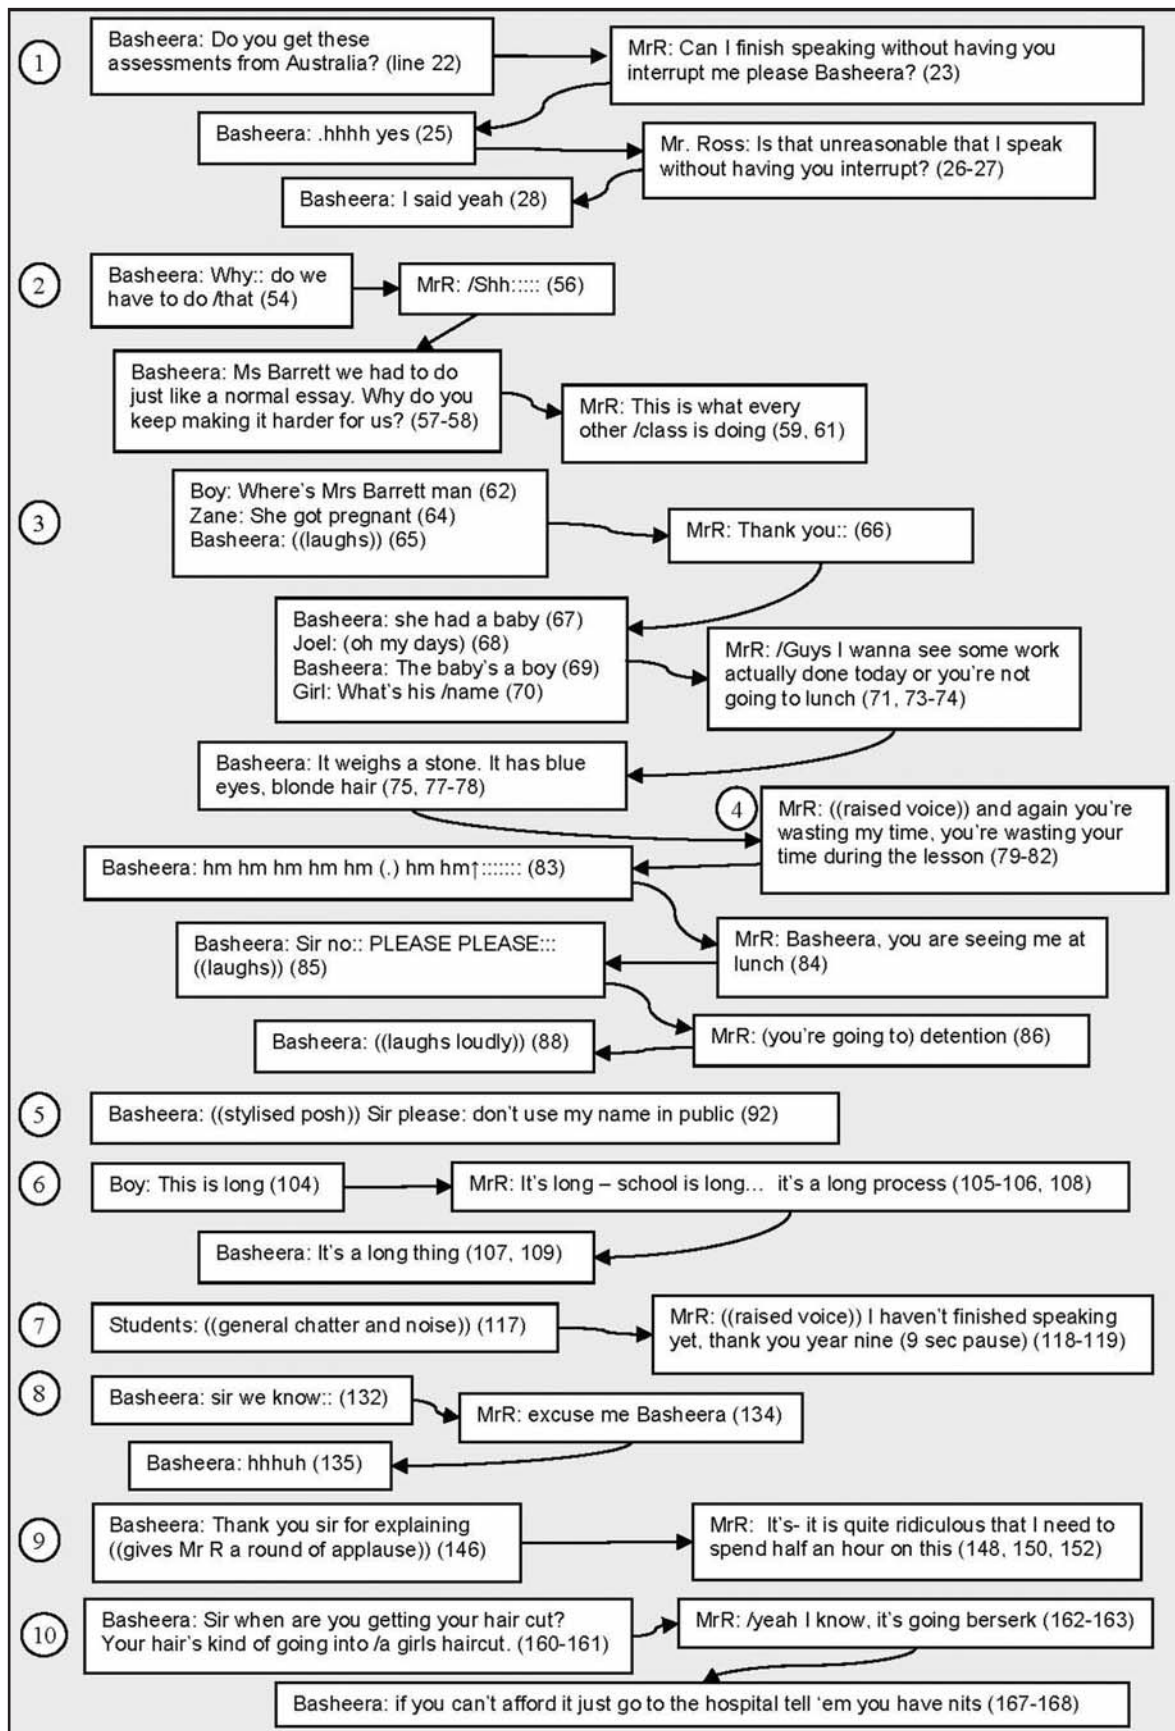 1
Basheera: Do you get these
assessments from Australia? (line 22)
MrR: Can I finish speaking without having you
interrupt me please Basheera? (23)
Basheera: .hhhh yes (25)
Mr. Ross: Is that unreasonable that I speak
without having you interrupt? (26-27)
Basheera: I said yeah (28)
2
Basheera: Why:: do we
have to do /that (54)
MrR: /Shh::::: (56)
Basheera: Ms Barrett we had to do
just like a normal essay. Why do you
keep making it harder for us? (57-58)
MrR: This is what every
other /class is doing (59, 61)
3
Boy: Where's Mrs Barrett man (62)
Zane: She got pregnant (64)
Basheera: ((laughs)) (65)
MrR: Thank you:: (66)
Basheera: she had a baby (67)
Joel: (oh my days) (68)
Basheera: The baby's a boy (69)
Girl: What's his /name (70)
MrR: /Guys I wanna see some work
actually done today or you're not
going to lunch (71, 73-74)
Basheera: It weighs a stone. It has blue
eyes, blonde hair (75, 77-78)
4
MrR: ((raised voice)) and again you're
wasting my time, you're wasting your
time during the lesson (79-82)
Basheera: hm hm hm hm hm (.) hm hm↑::::::: (83)
MrR: Basheera, you are seeing me at
lunch (84)
Basheera: Sir no:: PLEASE PLEASE:::
((laughs)) (85)
MrR: (you're going to) detention (86)
Basheera: ((laughs loudly)) (88)
5
Basheera: ((stylised posh)) Sir please: don't use my name in public (92)
6
Boy: This is long (104)
MrR: It's long – school is long... it's a long process (105-106, 108)
Basheera: It's a long thing (107, 109)
7
Students: ((general chatter and noise)) (117)
MrR: ((raised voice)) I haven't finished speaking
yet, thank you year nine (9 sec pause) (118-119)
8
Basheera: sir we know:: (132)
MrR: excuse me Basheera (134)
Basheera: hhhuh (135)
9
Basheera: Thank you sir for explaining
((gives Mr R a round of applause)) (146)
MrR: It's- it is quite ridiculous that I need to
spend half an hour on this (148, 150, 152)
10
Basheera: Sir when are you getting your hair cut?
Your hair's kind of going into /a girls haircut. (160-161)
MrR: /yeah I know, it's going berserk (162-163)
Basheera: if you can't afford it just go to the hospital tell 'em you have nits (167-168)